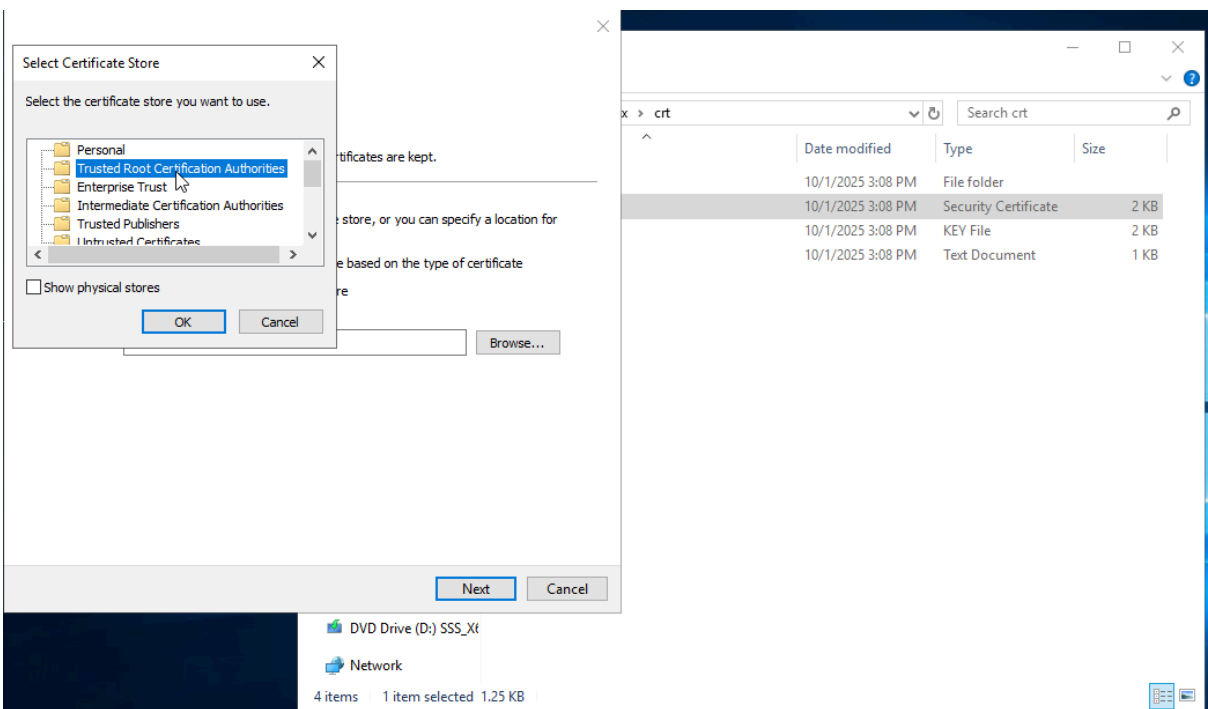 Select Certificate Store
Select the certificate store you want to use.
Personal
Trusted Root Certification Authorities
Enterprise Trust
Intermediate Certification Authorities
Trusted Publishers
Untrusted Certificates
Show physical stores
OK Cancel
rtificates are kept.
store, or you can specify a location for
based on the type of certificate
re
Browse...
Next Cancel
x > crt
Search crt
Date modified Type Size
10/1/2025 3:08 PM File folder
10/1/2025 3:08 PM Security Certificate 2 KB
10/1/2025 3:08 PM KEY File 2 KB
10/1/2025 3:08 PM Text Document 1 KB
DVD Drive (D:) SSS_X6
Network
4 items 1 item selected 1.25 KB